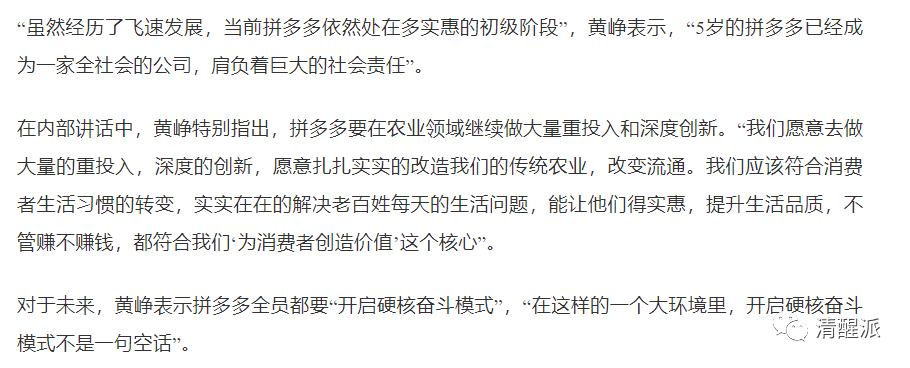 “虽然经历了飞速发展，当前拼多多依然处在多实惠的初级阶段”，黄峥表示，“5岁的拼多多已经成
为一家全社会的公司，肩负着巨大的社会责任”。
在内部讲话中，黄峥特别指出，拼多多要在农业领域继续做大量重投入和深度创新。“我们愿意去做
大量的重投入，深度的创新，愿意扎扎实实的改造我们的传统农业，改变流通。我们应该符合消费
者生活习惯的转变，实实在在的解决老百姓每天的生活问题，能让他们得实惠，提升生活品质，不
管赚不赚钱，都符合我们‘为消费者创造价值’这个核心”。
对于未来，黄峥表示拼多多全员都要“开启硬核奋斗模式”，“在这样的一个大环境里，开启硬核奋斗
模式不是一句空话”。
清醒派